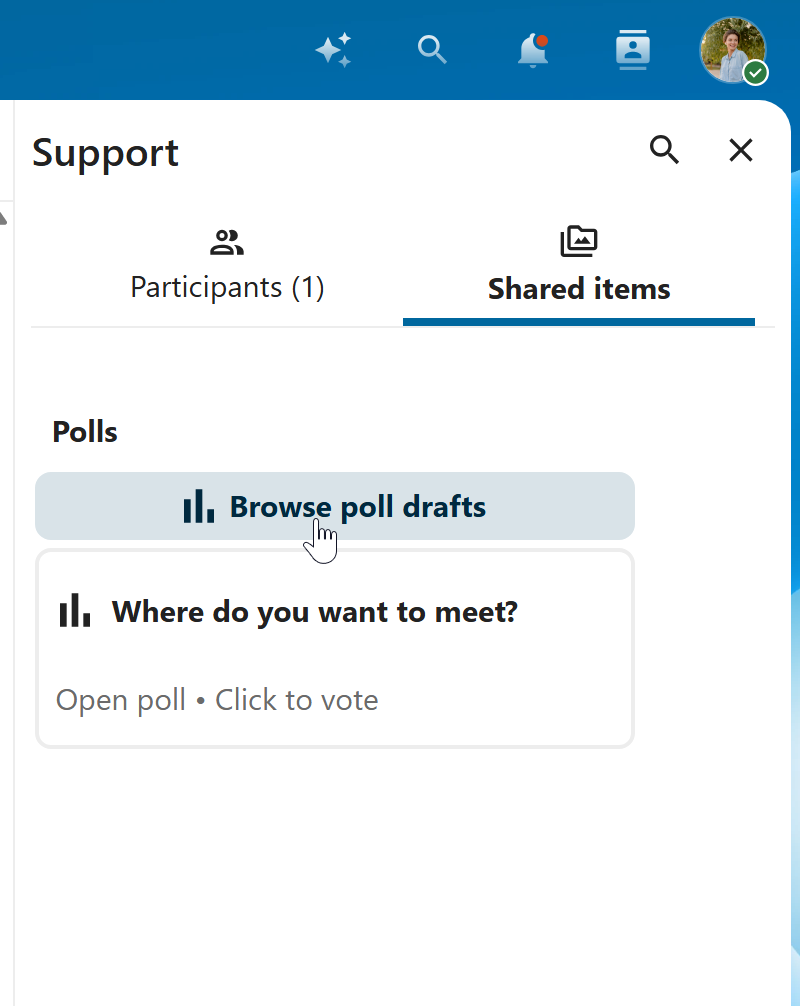 Support
Participants (1)
Shared items
Polls
Browse poll drafts
Where do you want to meet?
Open poll • Click to vote